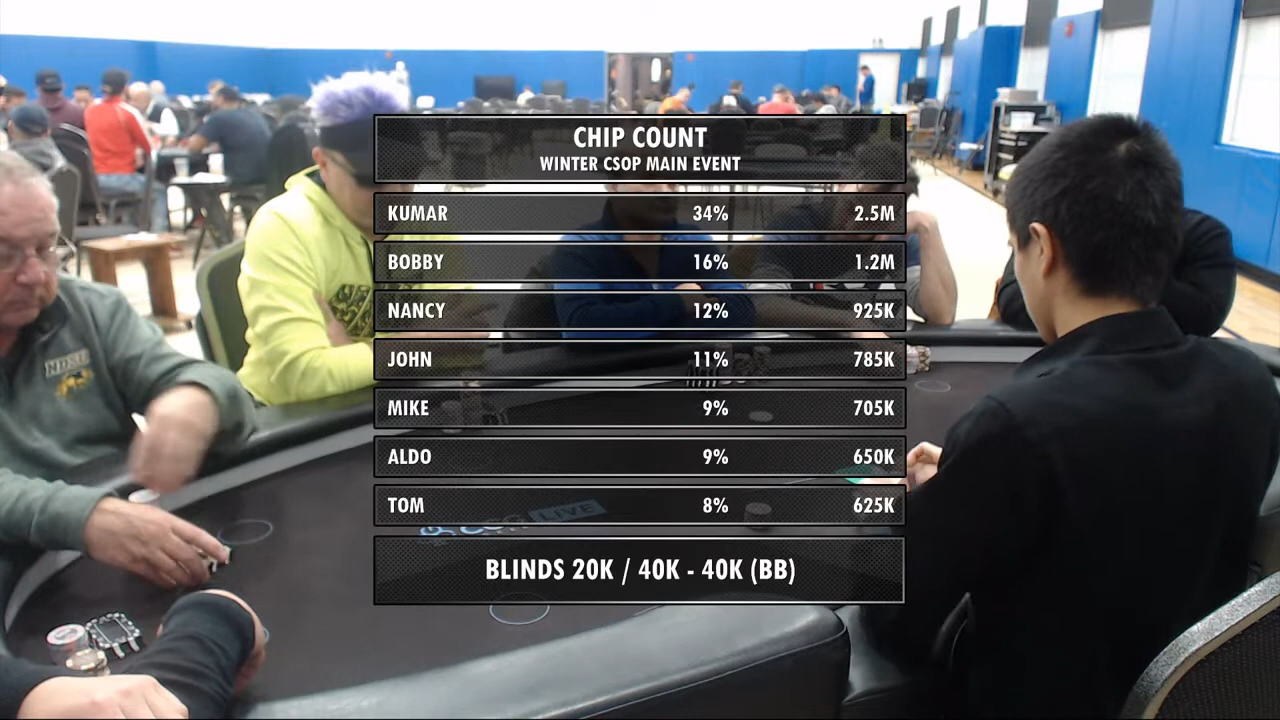 CHIP COUNT
WINTER CSOP MAIN EVENT
KUMAR 34% 2.5M
BOBBY 16% 1.2M
NANCY 12% 925K
JOHN 11% 785K
MIKE 9% 705K
ALDO 9% 650K
TOM 8% 625K
BLINDS 20K / 40K - 40K (BB)
NDSU
LIVE